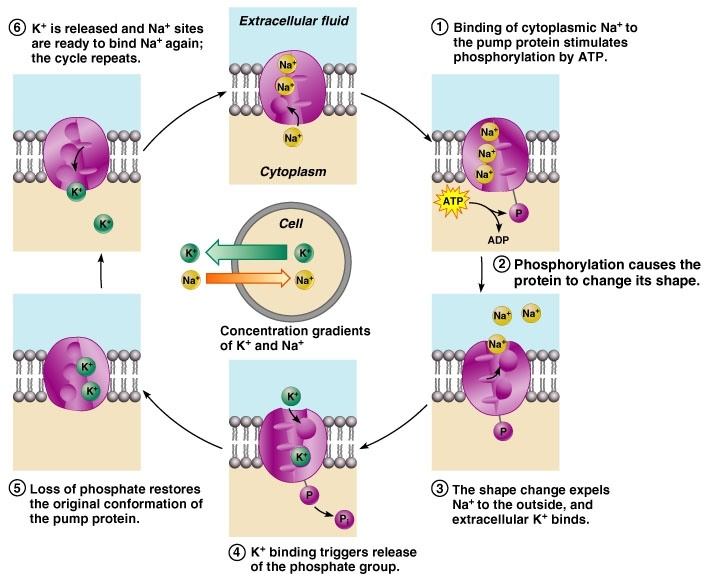 ⑥ K⁺ is released and Na⁺ sites
are ready to bind Na⁺ again;
the cycle repeats.
Extracellular fluid
Na⁺
Na⁺
Na⁺
Cytoplasm
① Binding of cytoplasmic Na⁺ to
the pump protein stimulates
phosphorylation by ATP.
Na⁺
Na⁺
Na⁺
ATP
P
ADP
② Phosphorylation causes the
protein to change its shape.
K⁺
K⁺
Cell
K⁺
K⁺
Na⁺
Na⁺
Concentration gradients
of K⁺ and Na⁺
Na⁺
Na⁺
Na⁺
P
③ The shape change expels
Na⁺ to the outside, and
extracellular K⁺ binds.
K⁺
K⁺
P
Pi
④ K⁺ binding triggers release
of the phosphate group.
K⁺
K⁺
⑤ Loss of phosphate restores
the original conformation of
the pump protein.